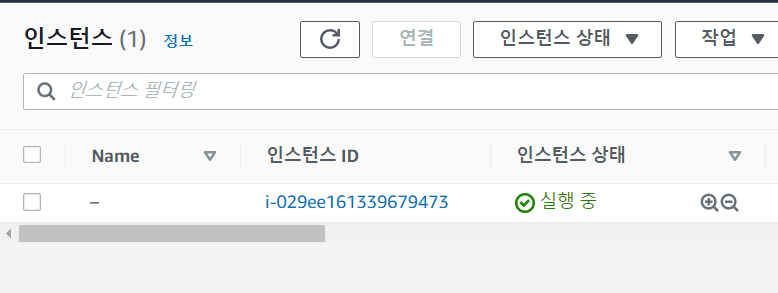 인스턴스 (1) 정보 연결 인스턴스 상태 작업
인스턴스 필터링
Name 인스턴스 ID 인스턴스 상태
– i-029ee161339679473 실행 중